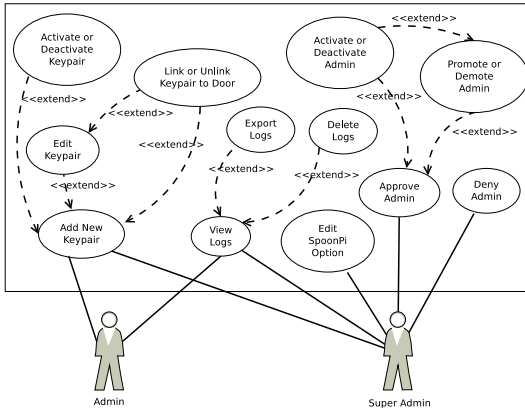 Activate or
Deactivate
Keypair
<<extend>>
Link or Unlink
Keypair to Door
<<extend>>
<<extend>>
Edit
Keypair
<<extend>>
<<extend>>
Add New
Keypair
Export
Logs
Delete
Logs
<<extend>>
<<extend>>
View
Logs
Activate or
Deactivate
Admin
<<extend>>
Promote or
Demote
Admin
<<extend>>
<<extend>>
Approve
Admin
Deny
Admin
Edit
SpoonPi
Option
Admin
Super Admin